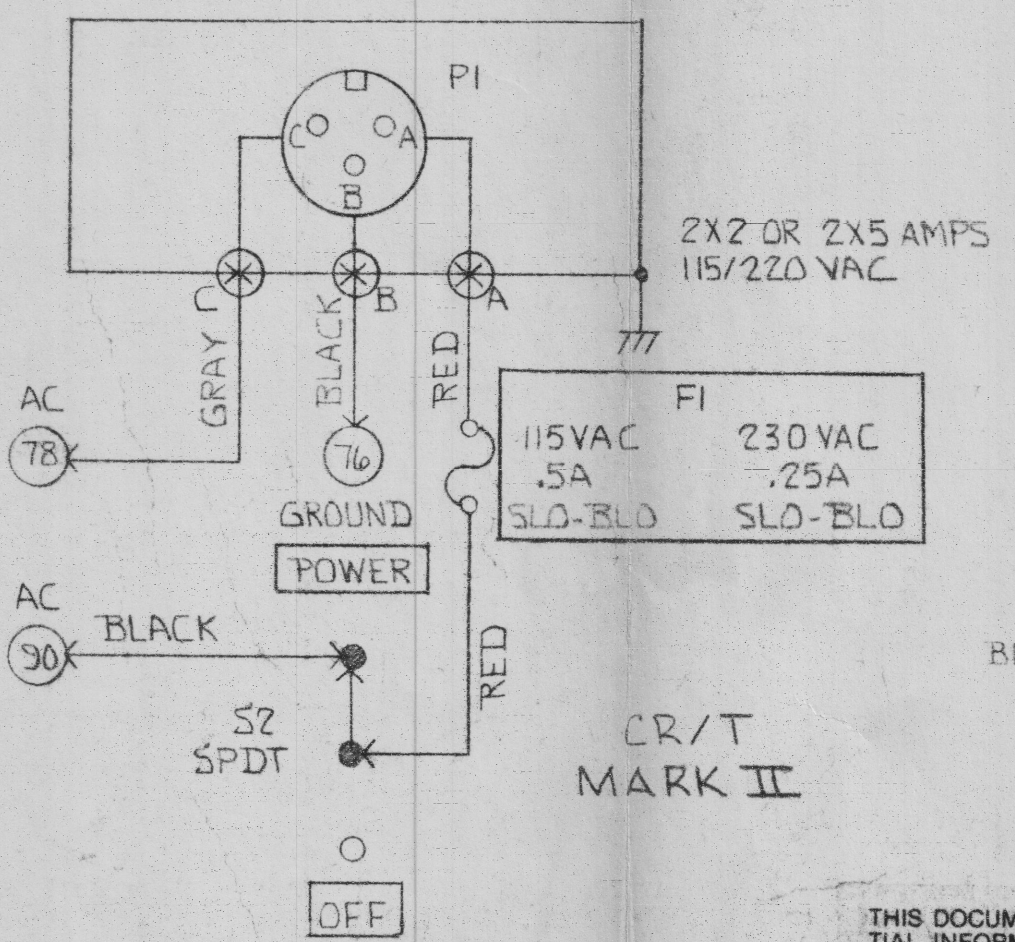 P1
C A
B
2X2 OR 2X5 AMPS
115/220 VAC
C B A
GRAY
BLACK
RED
AC
78
76
GROUND
F1
115VAC 230 VAC
.5A .25A
SLO-BLO SLO-BLO
POWER
AC
90
BLACK
RED
S2
SPDT
CR/T
MARK II
OFF
THIS DOCUM
TIAL INFORM